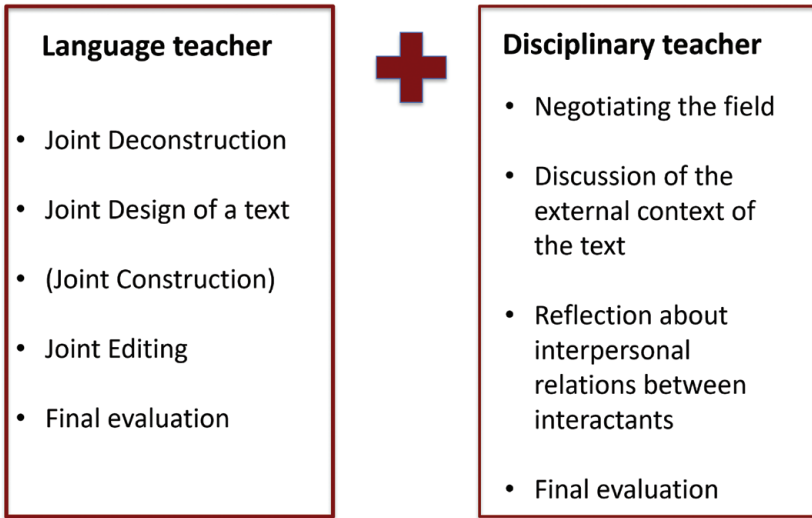 Language teacher
• Joint Deconstruction
• Joint Design of a text
• (Joint Construction)
• Joint Editing
• Final evaluation
Disciplinary teacher
• Negotiating the field
• Discussion of the
external context of
the text
• Reflection about
interpersonal
relations between
interactants
• Final evaluation